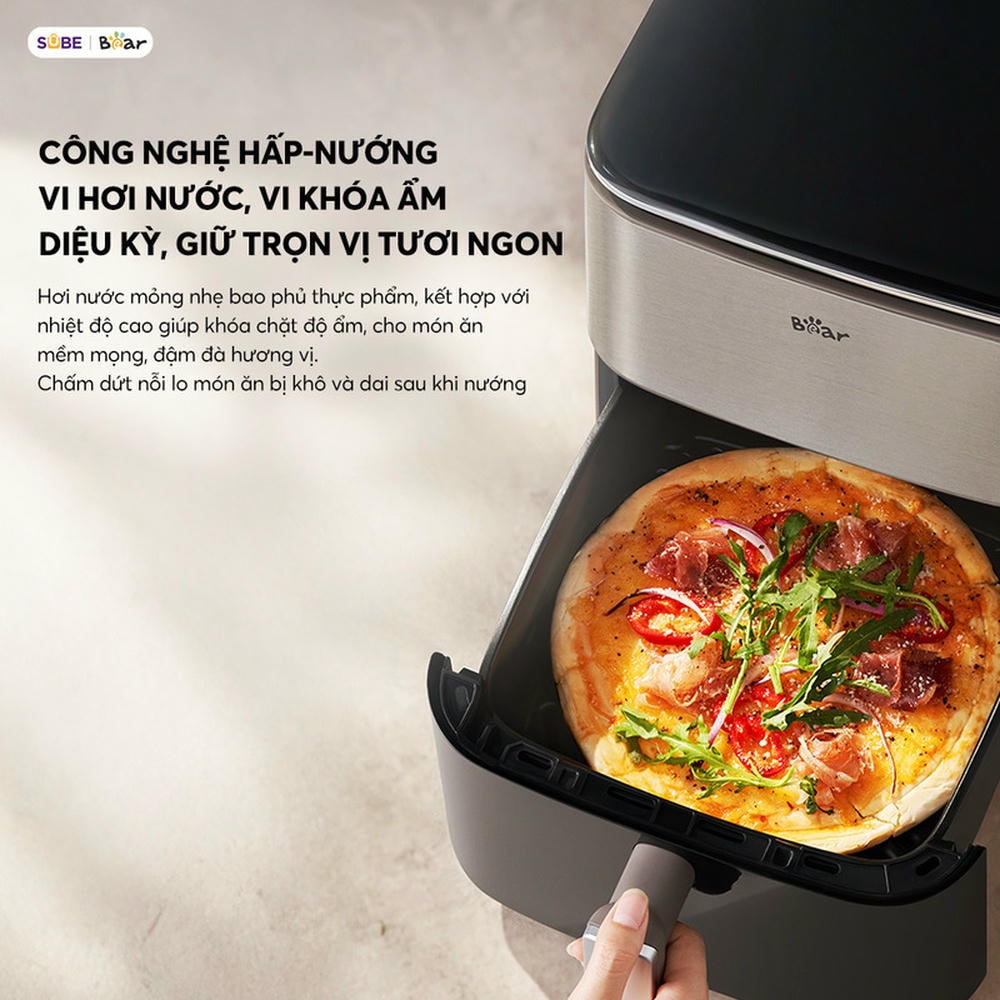 SUBE | Bear
CÔNG NGHỆ HẤP-NƯỚNG
VI HƠI NƯỚC, VI KHÓA ẨM
DIỆU KỲ, GIỮ TRỌN VỊ TƯƠI NGON
Hơi nước mỏng nhẹ bao phủ thực phẩm, kết hợp với
nhiệt độ cao giúp khóa chặt độ ẩm, cho món ăn
mềm mọng, đậm đà hương vị.
Chấm dứt nỗi lo món ăn bị khô và dai sau khi nướng
Bear